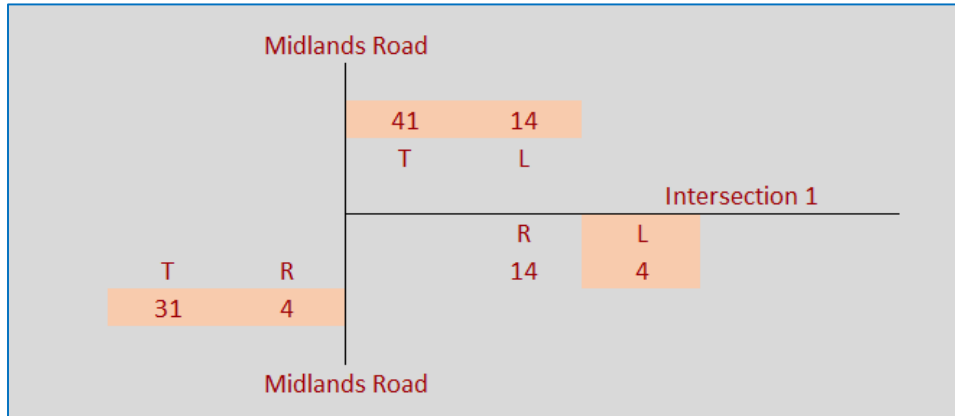 Midlands Road
41 14
T L
Intersection 1
R L
T R 14 4
31 4
Midlands Road